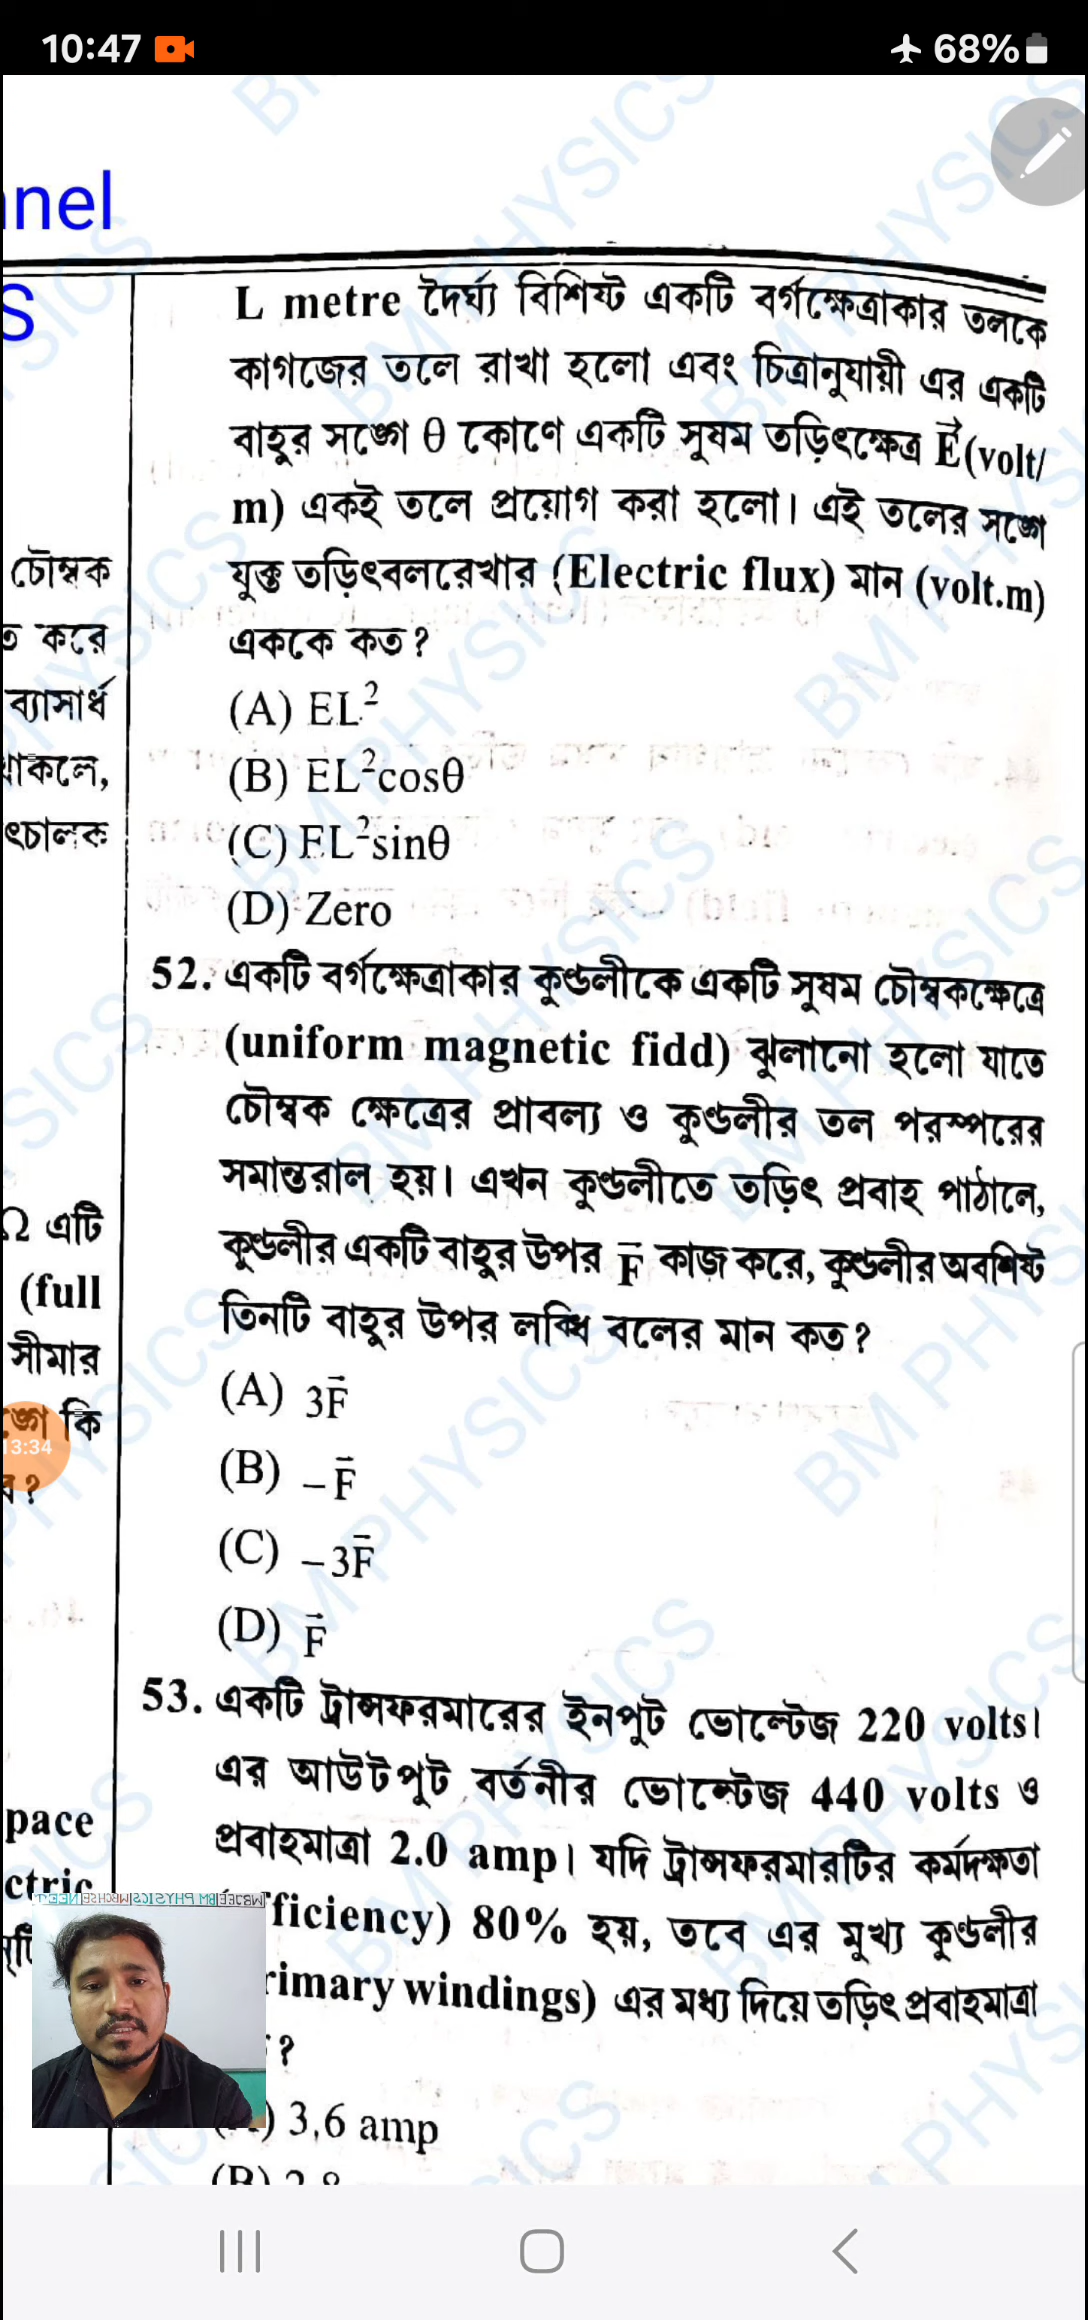 10:47
68%
nnel
S
L metre দৈর্ঘ্য বিশিষ্ট একটি বর্গক্ষেত্রাকার তলকে
কাগজের তলে রাখা হলো এবং চিত্রানুযায়ী এর একটি
বাহুর সঙ্গে θ কোণে একটি সুষম তড়িৎক্ষেত্র E⃗ (volt/
m) একই তলে প্রয়োগ করা হলো। এই তলের সঙ্গে
যুক্ত তড়িৎবলরেখার (Electric flux) মান (volt.m)
এককে কত?
(A) EL²
(B) EL²cosθ
(C) EL²sinθ
(D) Zero
52. একটি বর্গক্ষেত্রাকার কুণ্ডলীকে একটি সুষম চৌম্বকক্ষেত্রে
(uniform magnetic fidd) ঝুলানো হলো যাতে
চৌম্বক ক্ষেত্রের প্রাবল্য ও কুণ্ডলীর তল পরস্পরের
সমান্তরাল হয়। এখন কুণ্ডলীতে তড়িৎ প্রবাহ পাঠালে,
কুণ্ডলীর একটি বাহুর উপর F⃗ কাজ করে, কুণ্ডলীর অবশিষ্ট
তিনটি বাহুর উপর লব্ধি বলের মান কত?
(A) 3F⃗
(B) –F⃗
(C) –3F⃗
(D) F⃗
53. একটি ট্রান্সফরমারের ইনপুট ভোল্টেজ 220 volts।
এর আউটপুট বর্তনীর ভোল্টেজ 440 volts ও
প্রবাহমাত্রা 2.0 amp। যদি ট্রান্সফরমারটির কর্মদক্ষতা
fficiency) 80% হয়, তবে এর মুখ্য কুণ্ডলীর
rimary windings) এর মধ্য দিয়ে তড়িৎ প্রবাহমাত্রা
?
) 3.6 amp
চৌম্বক
ত করে
ব্যাসার্ধ
থাকলে,
ৎচালক
Ω এটি
(full
সীমার
ঙ্গে কি
13:34
pace
ctric
BM PHYSICS